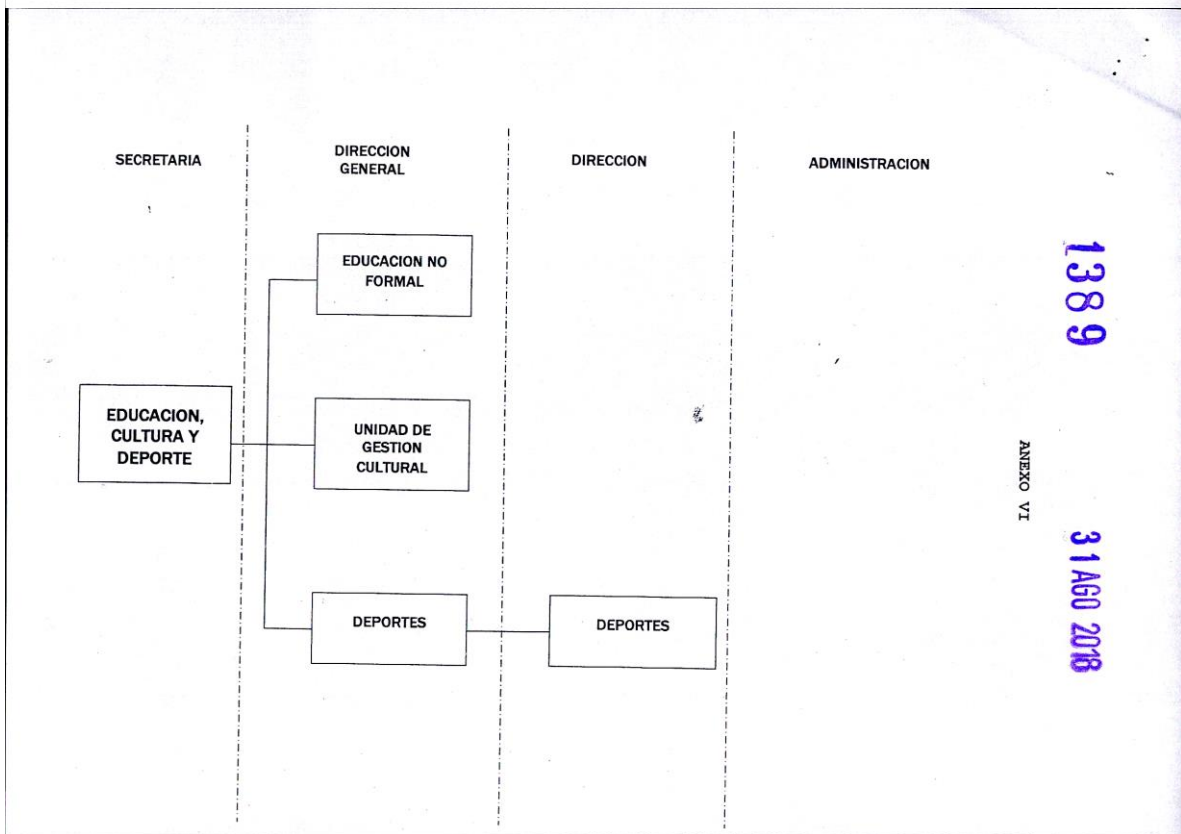 SECRETARIA
DIRECCION
GENERAL
DIRECCION
ADMINISTRACION
EDUCACION NO
FORMAL
EDUCACION,
CULTURA Y
DEPORTE
UNIDAD DE
GESTION
CULTURAL
DEPORTES
DEPORTES
1389
ANEXO VI
31 AGO 2018